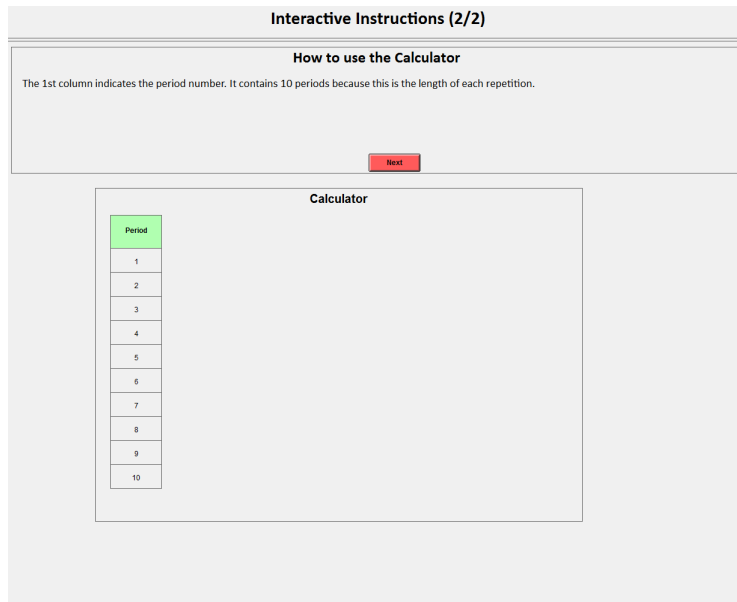 Interactive Instructions (2/2)
How to use the Calculator
The 1st column indicates the period number. It contains 10 periods because this is the length of each repetition.
Next
Calculator
Period
1
2
3
4
5
6
7
8
9
10